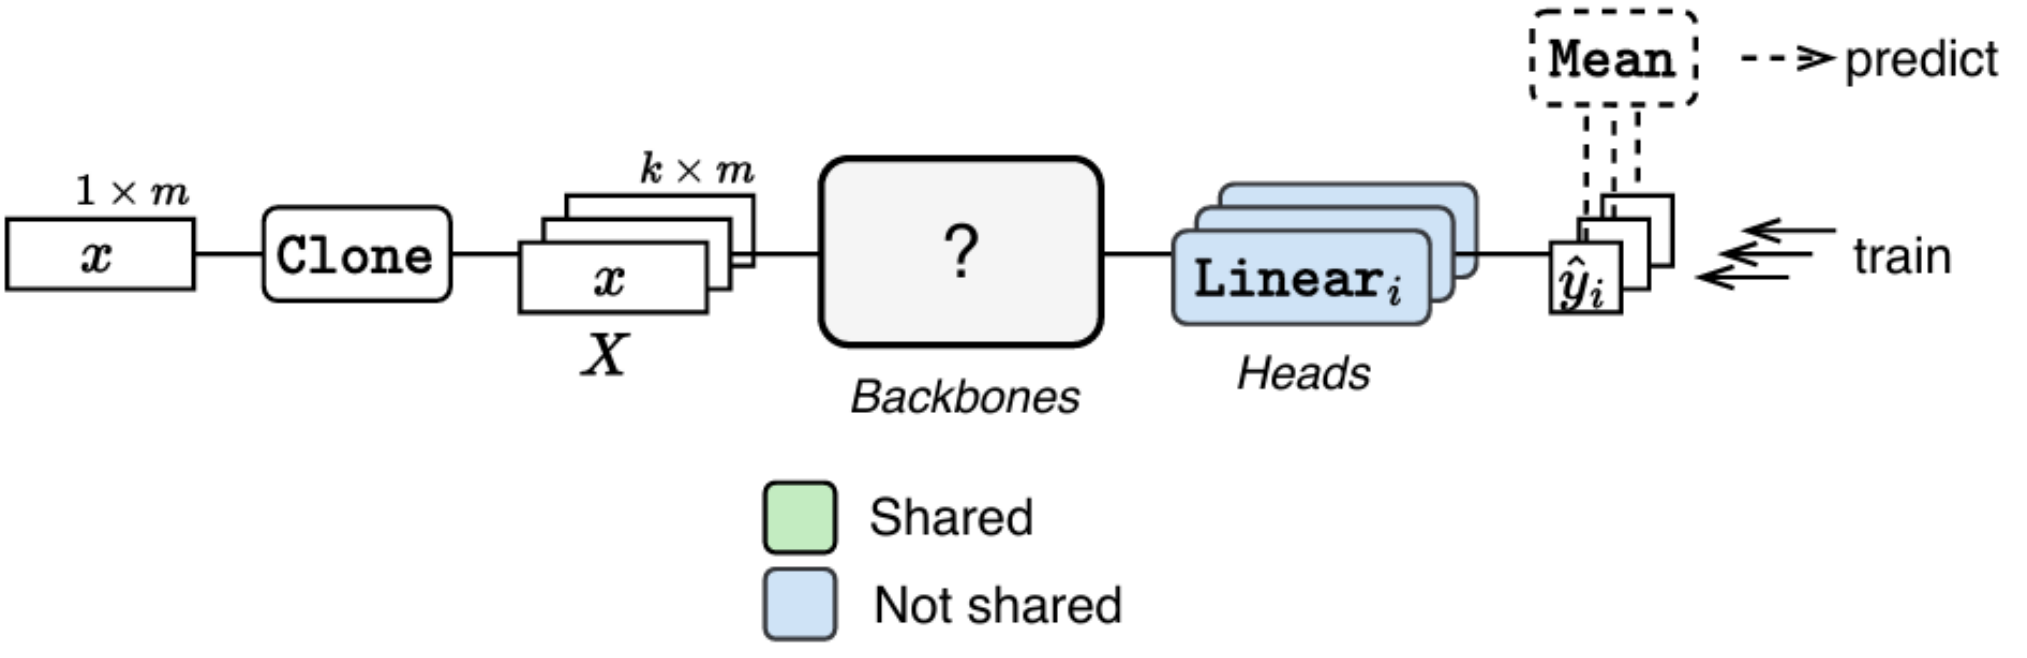 Mean
predict
1 × m
k × m
x
Clone
x
?
Linear_i
ŷ_i
train
X
Backbones
Heads
Shared
Not shared